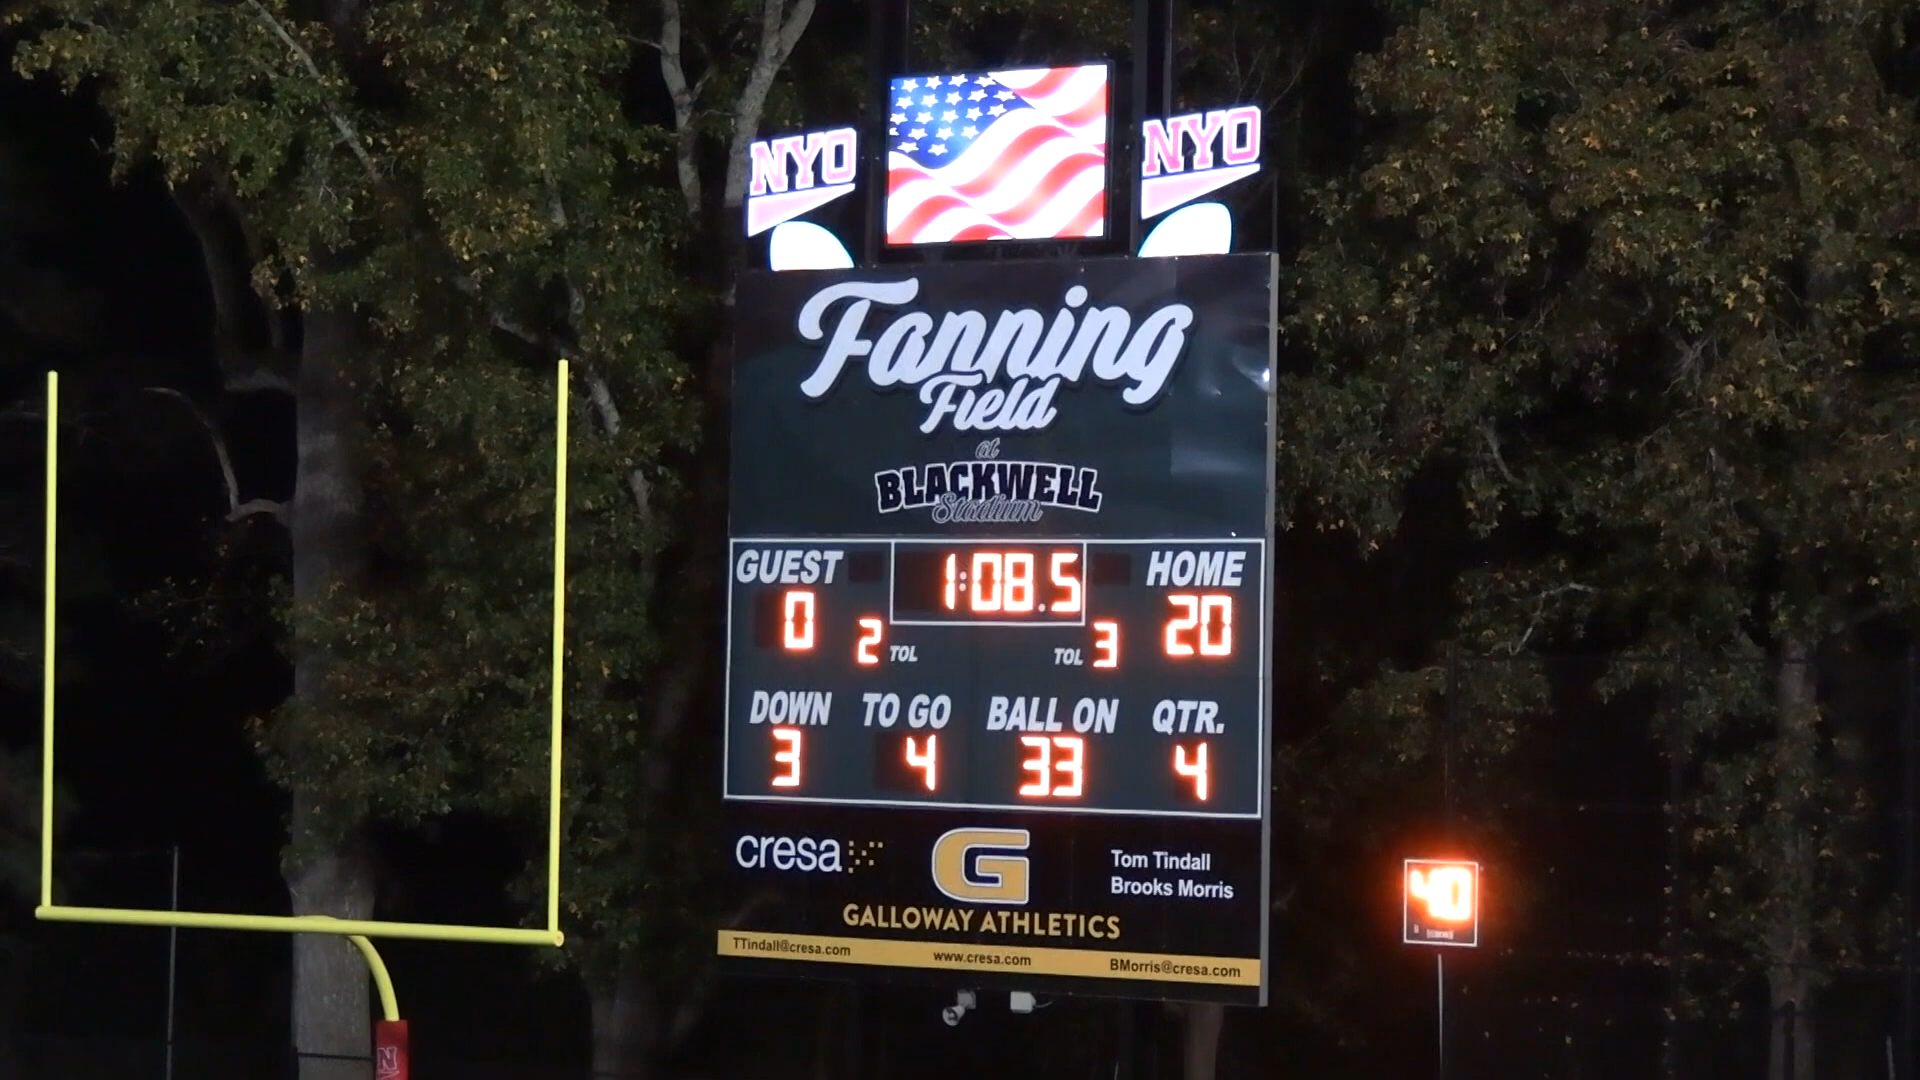 NYO
NYO
Fanning
Field
at
BLACKWELL
Stadium
GUEST 1:08.5 HOME
0 2 TOL TOL 3 20
DOWN TO GO BALL ON QTR.
3 4 33 4
cresa G Tom Tindall
Brooks Morris
GALLOWAY ATHLETICS
TTindall@cresa.com www.cresa.com BMorris@cresa.com
40
N